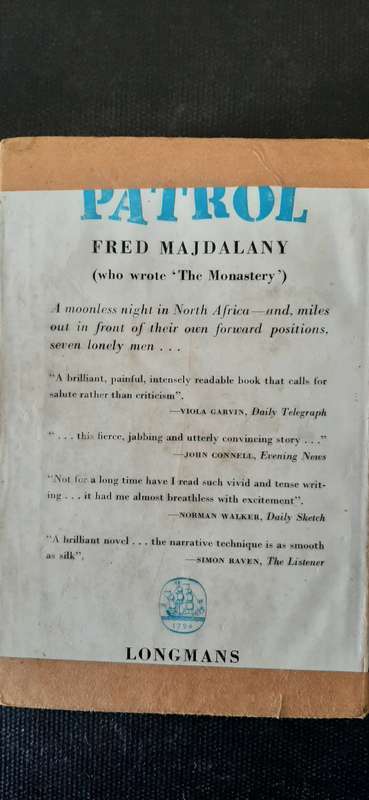 PATROL
FRED MAJDALANY
(who wrote ‘The Monastery’)
A moonless night in North Africa—and, miles
out in front of their own forward positions,
seven lonely men . . .
“A brilliant, painful, intensely readable book that calls for
salute rather than criticism”.
—VIOLA GARVIN, Daily Telegraph
“ . . . this fierce, jabbing and utterly convincing story . . .”
—JOHN CONNELL, Evening News
“Not for a long time have I read such vivid and tense writ-
ing . . . it had me almost breathless with excitement”.
—NORMAN WALKER, Daily Sketch
“A brilliant novel . . . the narrative technique is as smooth
as silk”.
—SIMON RAVEN, The Listener
1724
LONGMANS